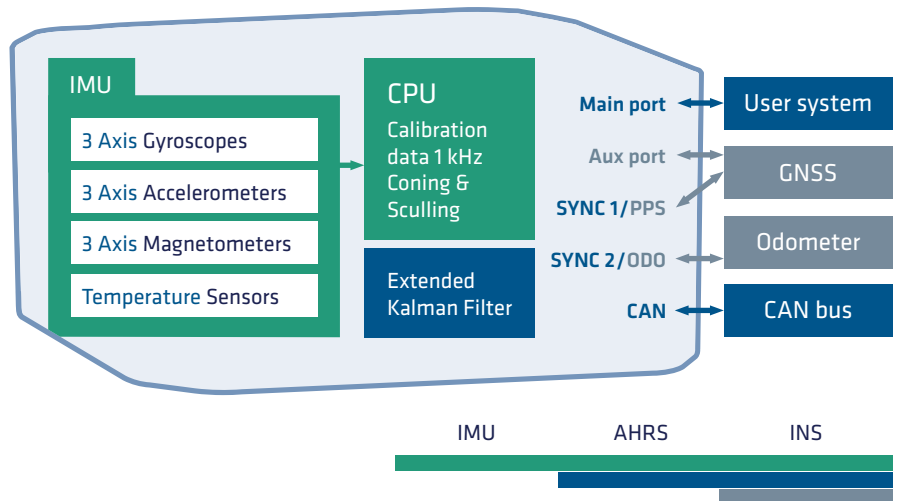 IMU
3 Axis Gyroscopes
3 Axis Accelerometers
3 Axis Magnetometers
Temperature Sensors
CPU
Calibration
data 1 kHz
Coning &
Sculling
Extended
Kalman Filter
Main port
Aux port
SYNC 1/PPS
SYNC 2/ODO
CAN
User system
GNSS
Odometer
CAN bus
IMU
AHRS
INS